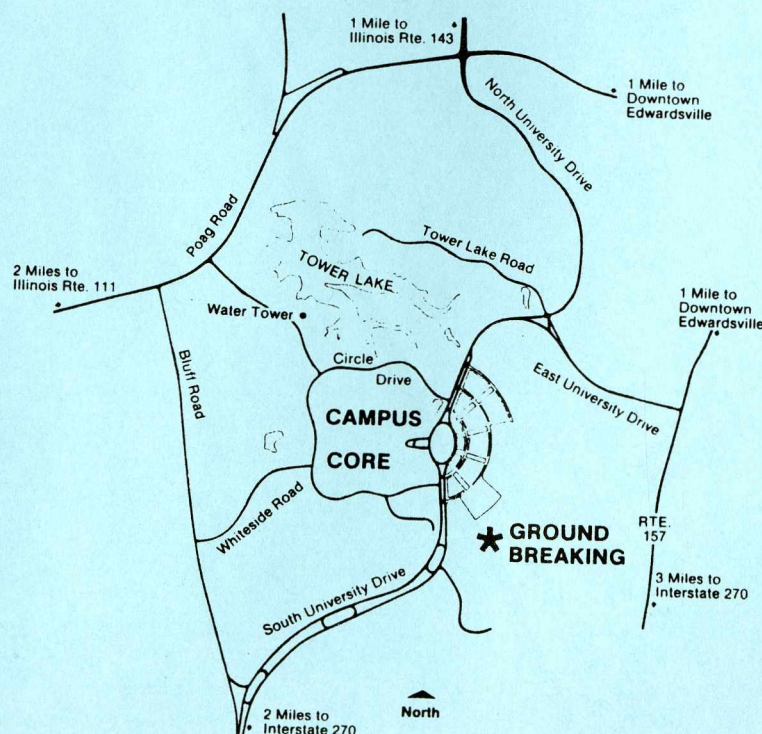 1 Mile to
Illinois Rte. 143
1 Mile to
Downtown
Edwardsville
North University Drive
Poag Road
Tower Lake Road
TOWER LAKE
2 Miles to
Illinois Rte. 111
1 Mile to
Downtown
Edwardsville
Water Tower
Bluff Road
Circle
Drive
East University Drive
CAMPUS
CORE
Whiteside Road
RTE.
157
* GROUND
BREAKING
3 Miles to
Interstate 270
South University Drive
North
2 Miles to
Interstate 270